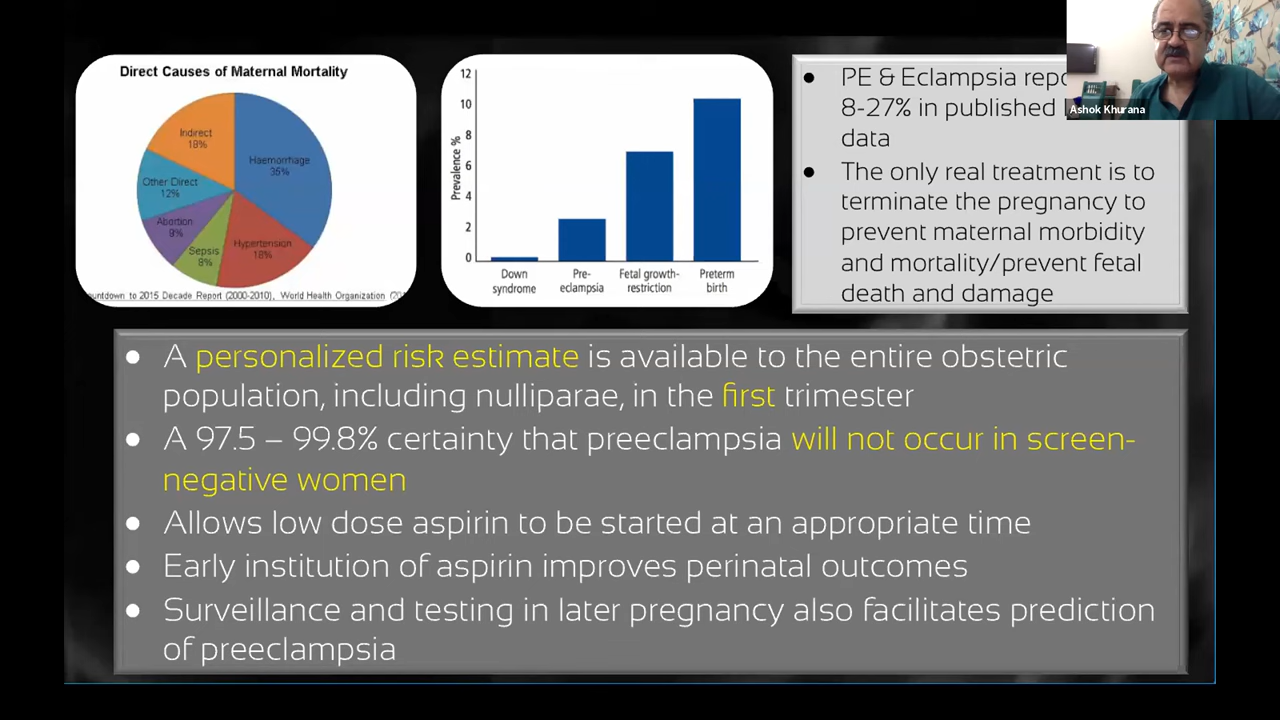 Direct Causes of Maternal Mortality
Indirect
18%
Haemorrhage
35%
Other Direct
12%
Abortion
9%
Sepsis
8%
Hypertension
18%
to 2015 Decade Report (2000-2010), World Health Organization
12
10
8
6
4
2
0
Prevalence %
Down
syndrome
Pre-
eclampsia
Fetal growth-
restriction
Preterm
birth
● PE & Eclampsia
8-27% in published
data
● The only real treatment is to
terminate the pregnancy to
prevent maternal morbidity
and mortality/prevent fetal
death and damage
Ashok Khurana
● A personalized risk estimate is available to the entire obstetric
population, including nulliparae, in the first trimester
● A 97.5 – 99.8% certainty that preeclampsia will not occur in screen-
negative women
● Allows low dose aspirin to be started at an appropriate time
● Early institution of aspirin improves perinatal outcomes
● Surveillance and testing in later pregnancy also facilitates prediction
of preeclampsia